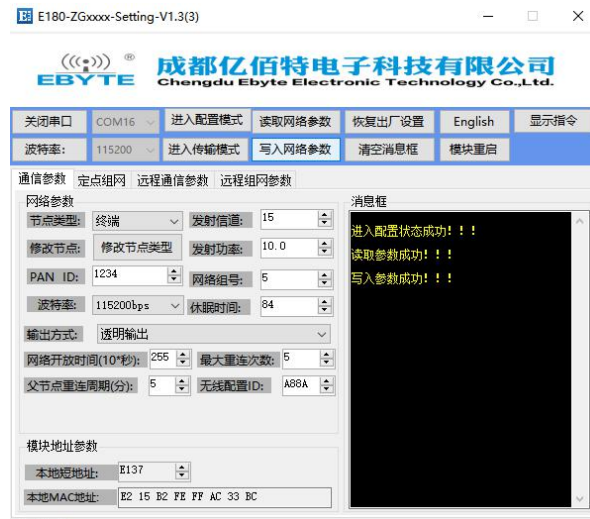 E180-ZGxxxx-Setting-V1.3(3)
EBYTE ® 成都亿佰特电子科技有限公司
Chengdu Ebyte Electronic Technology Co.,Ltd.
关闭串口 COM16 进入配置模式 读取网络参数 恢复出厂设置 English 显示指令
波特率: 115200 进入传输模式 写入网络参数 清空消息框 模块重启
通信参数 定点组网 远程通信参数 远程组网参数
网络参数
节点类型: 终端 发射信道: 15
修改节点: 修改节点类型 发射功率: 10.0
PAN ID: 1234 网络组号: 5
波特率: 115200bps 休眠时间: 84
输出方式: 透明输出
网络开放时间(10*秒): 255 最大重连次数: 5
父节点重连周期(分): 5 无线配置ID: A88A
模块地址参数
本地短地址: E137
本地MAC地址: E2 15 B2 FE FF AC 33 BC
消息框
进入配置状态成功!!!
读取参数成功!!!
写入参数成功!!!